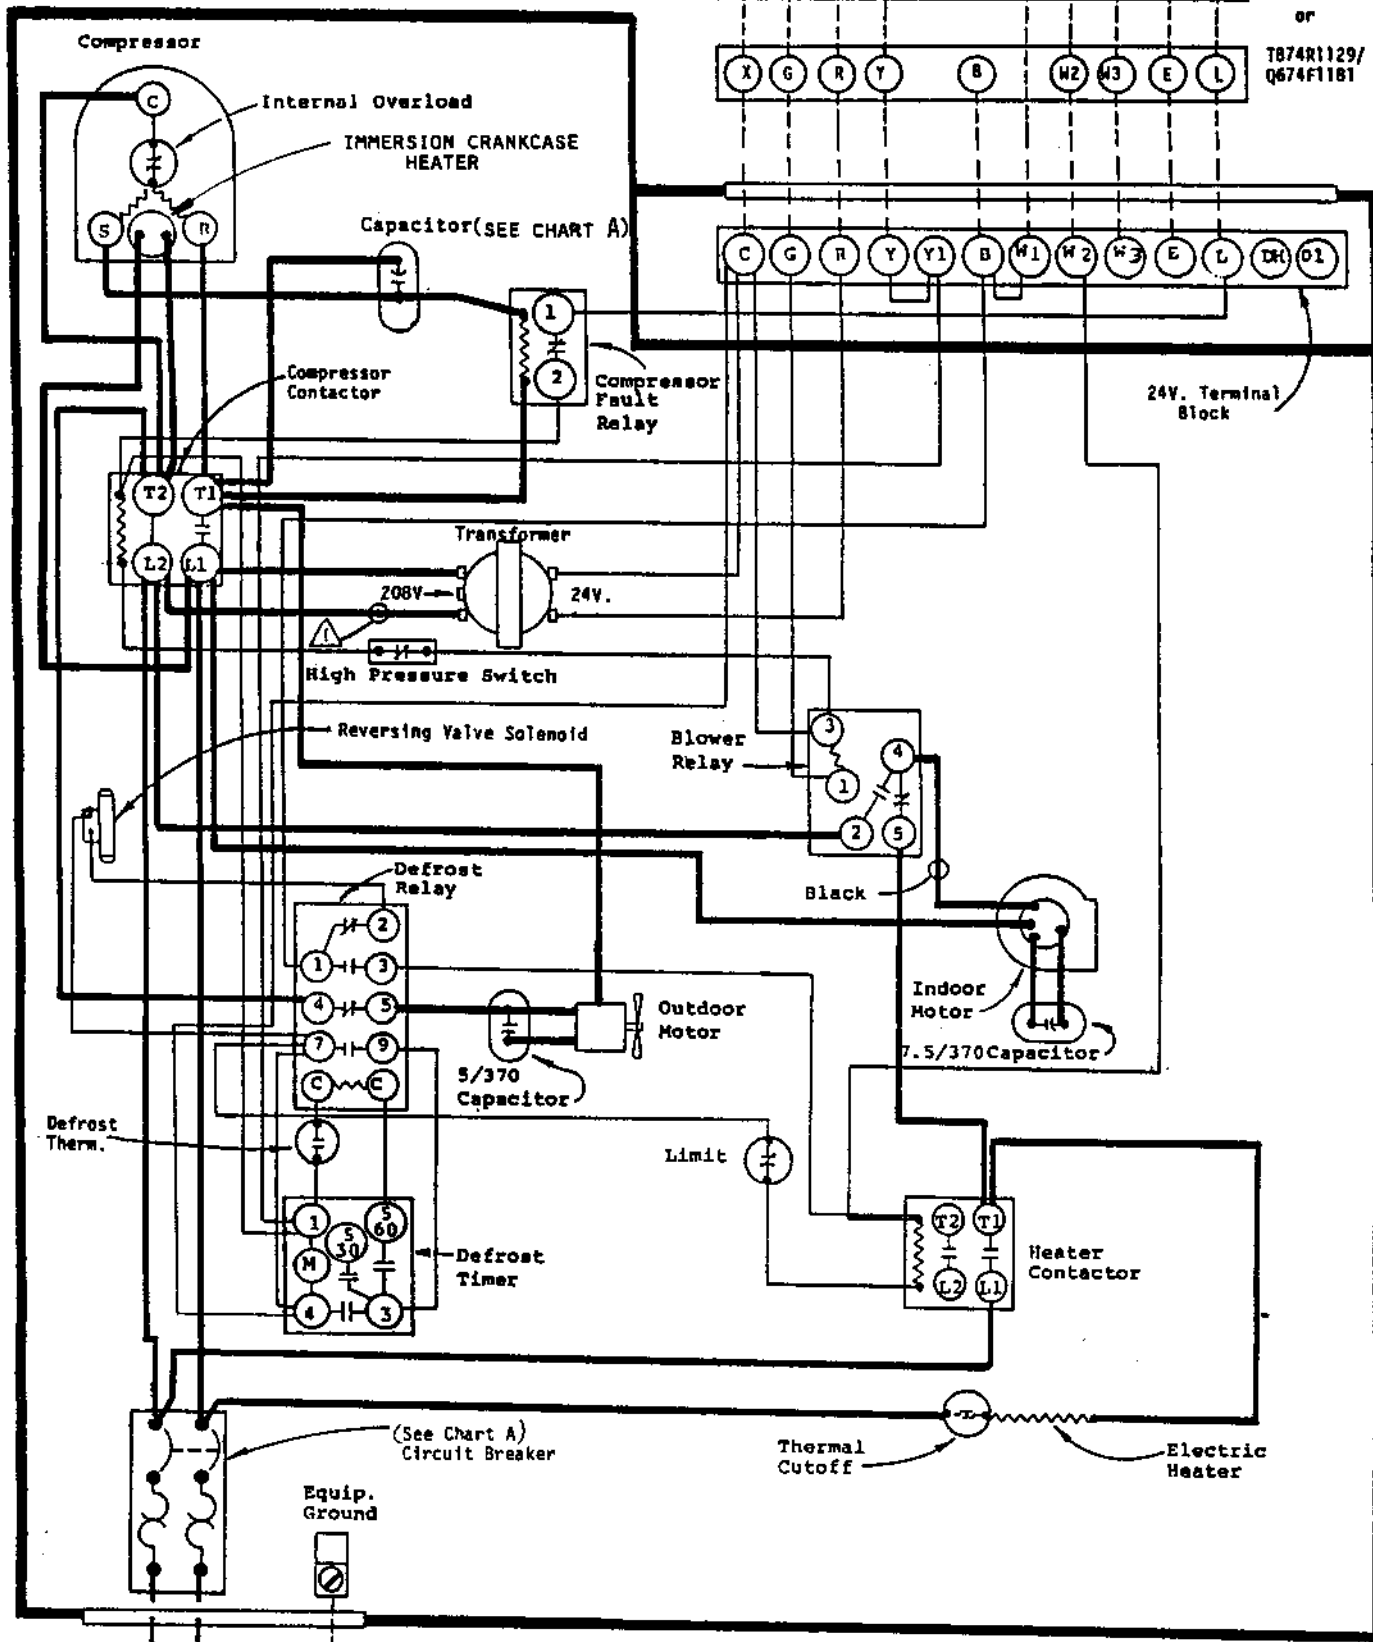 or
T874R1129/
Q674F1181
X G R Y B W2 W3 E L
Compressor
C
Internal Overload
IMMERSION CRANKCASE
HEATER
S R
Capacitor(SEE CHART A)
C G R Y Y1 B W1 W2 W3 E L DH O1
1
2
Compressor
Fault
Relay
24V. Terminal
Block
Compressor
Contactor
T2 T1
L2 L1
Transformer
208V
24V.
!
High Pressure Switch
Reversing Valve Solenoid
Blower
Relay
3
4
1
2 5
Black
Defrost
Relay
2
1 3
4 5
7 9
C C
Outdoor
Motor
5/370
Capacitor
Indoor
Motor
7.5/370Capacitor
Defrost
Therm.
Limit
1
S
30
S
60
M
4 3
Defrost
Timer
T2 T1
L2 L1
Heater
Contactor
(See Chart A)
Circuit Breaker
Thermal
Cutoff
Electric
Heater
Equip.
Ground